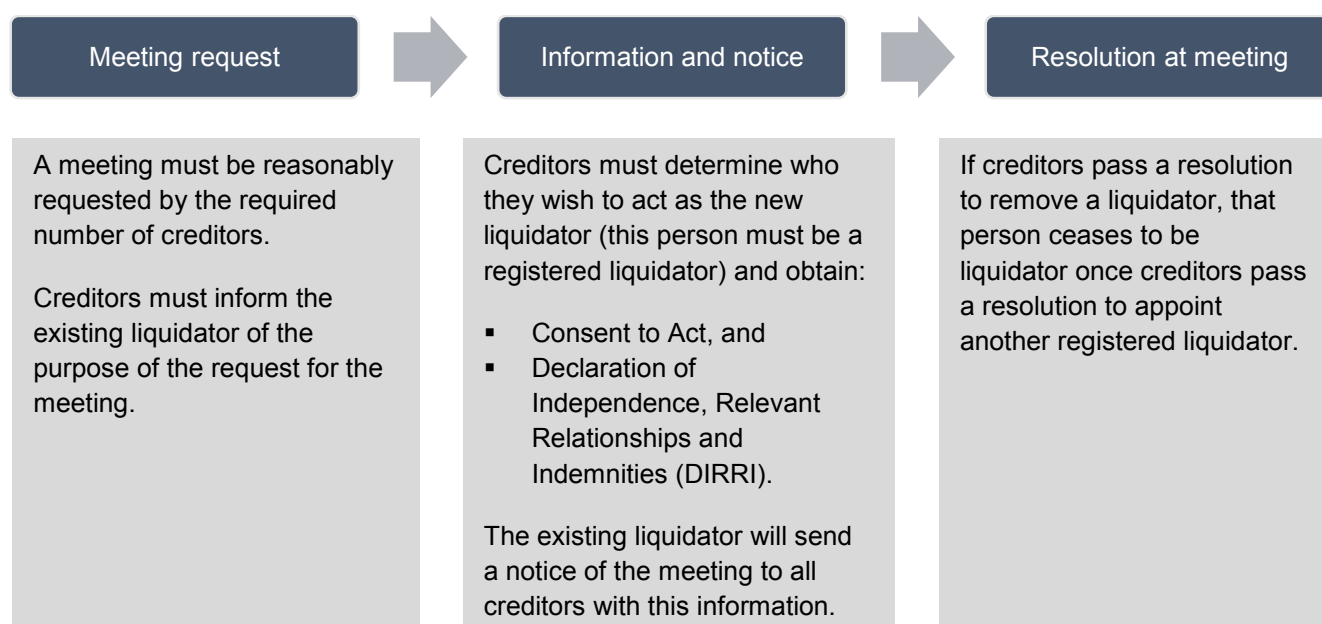 Meeting request
Information and notice
Resolution at meeting
A meeting must be reasonably
requested by the required
number of creditors.
Creditors must inform the
existing liquidator of the
purpose of the request for the
meeting.
Creditors must determine who
they wish to act as the new
liquidator (this person must be a
registered liquidator) and obtain:
▪ Consent to Act, and
▪ Declaration of
Independence, Relevant
Relationships and
Indemnities (DIRRI).
The existing liquidator will send
a notice of the meeting to all
creditors with this information.
If creditors pass a resolution
to remove a liquidator, that
person ceases to be
liquidator once creditors pass
a resolution to appoint
another registered liquidator.